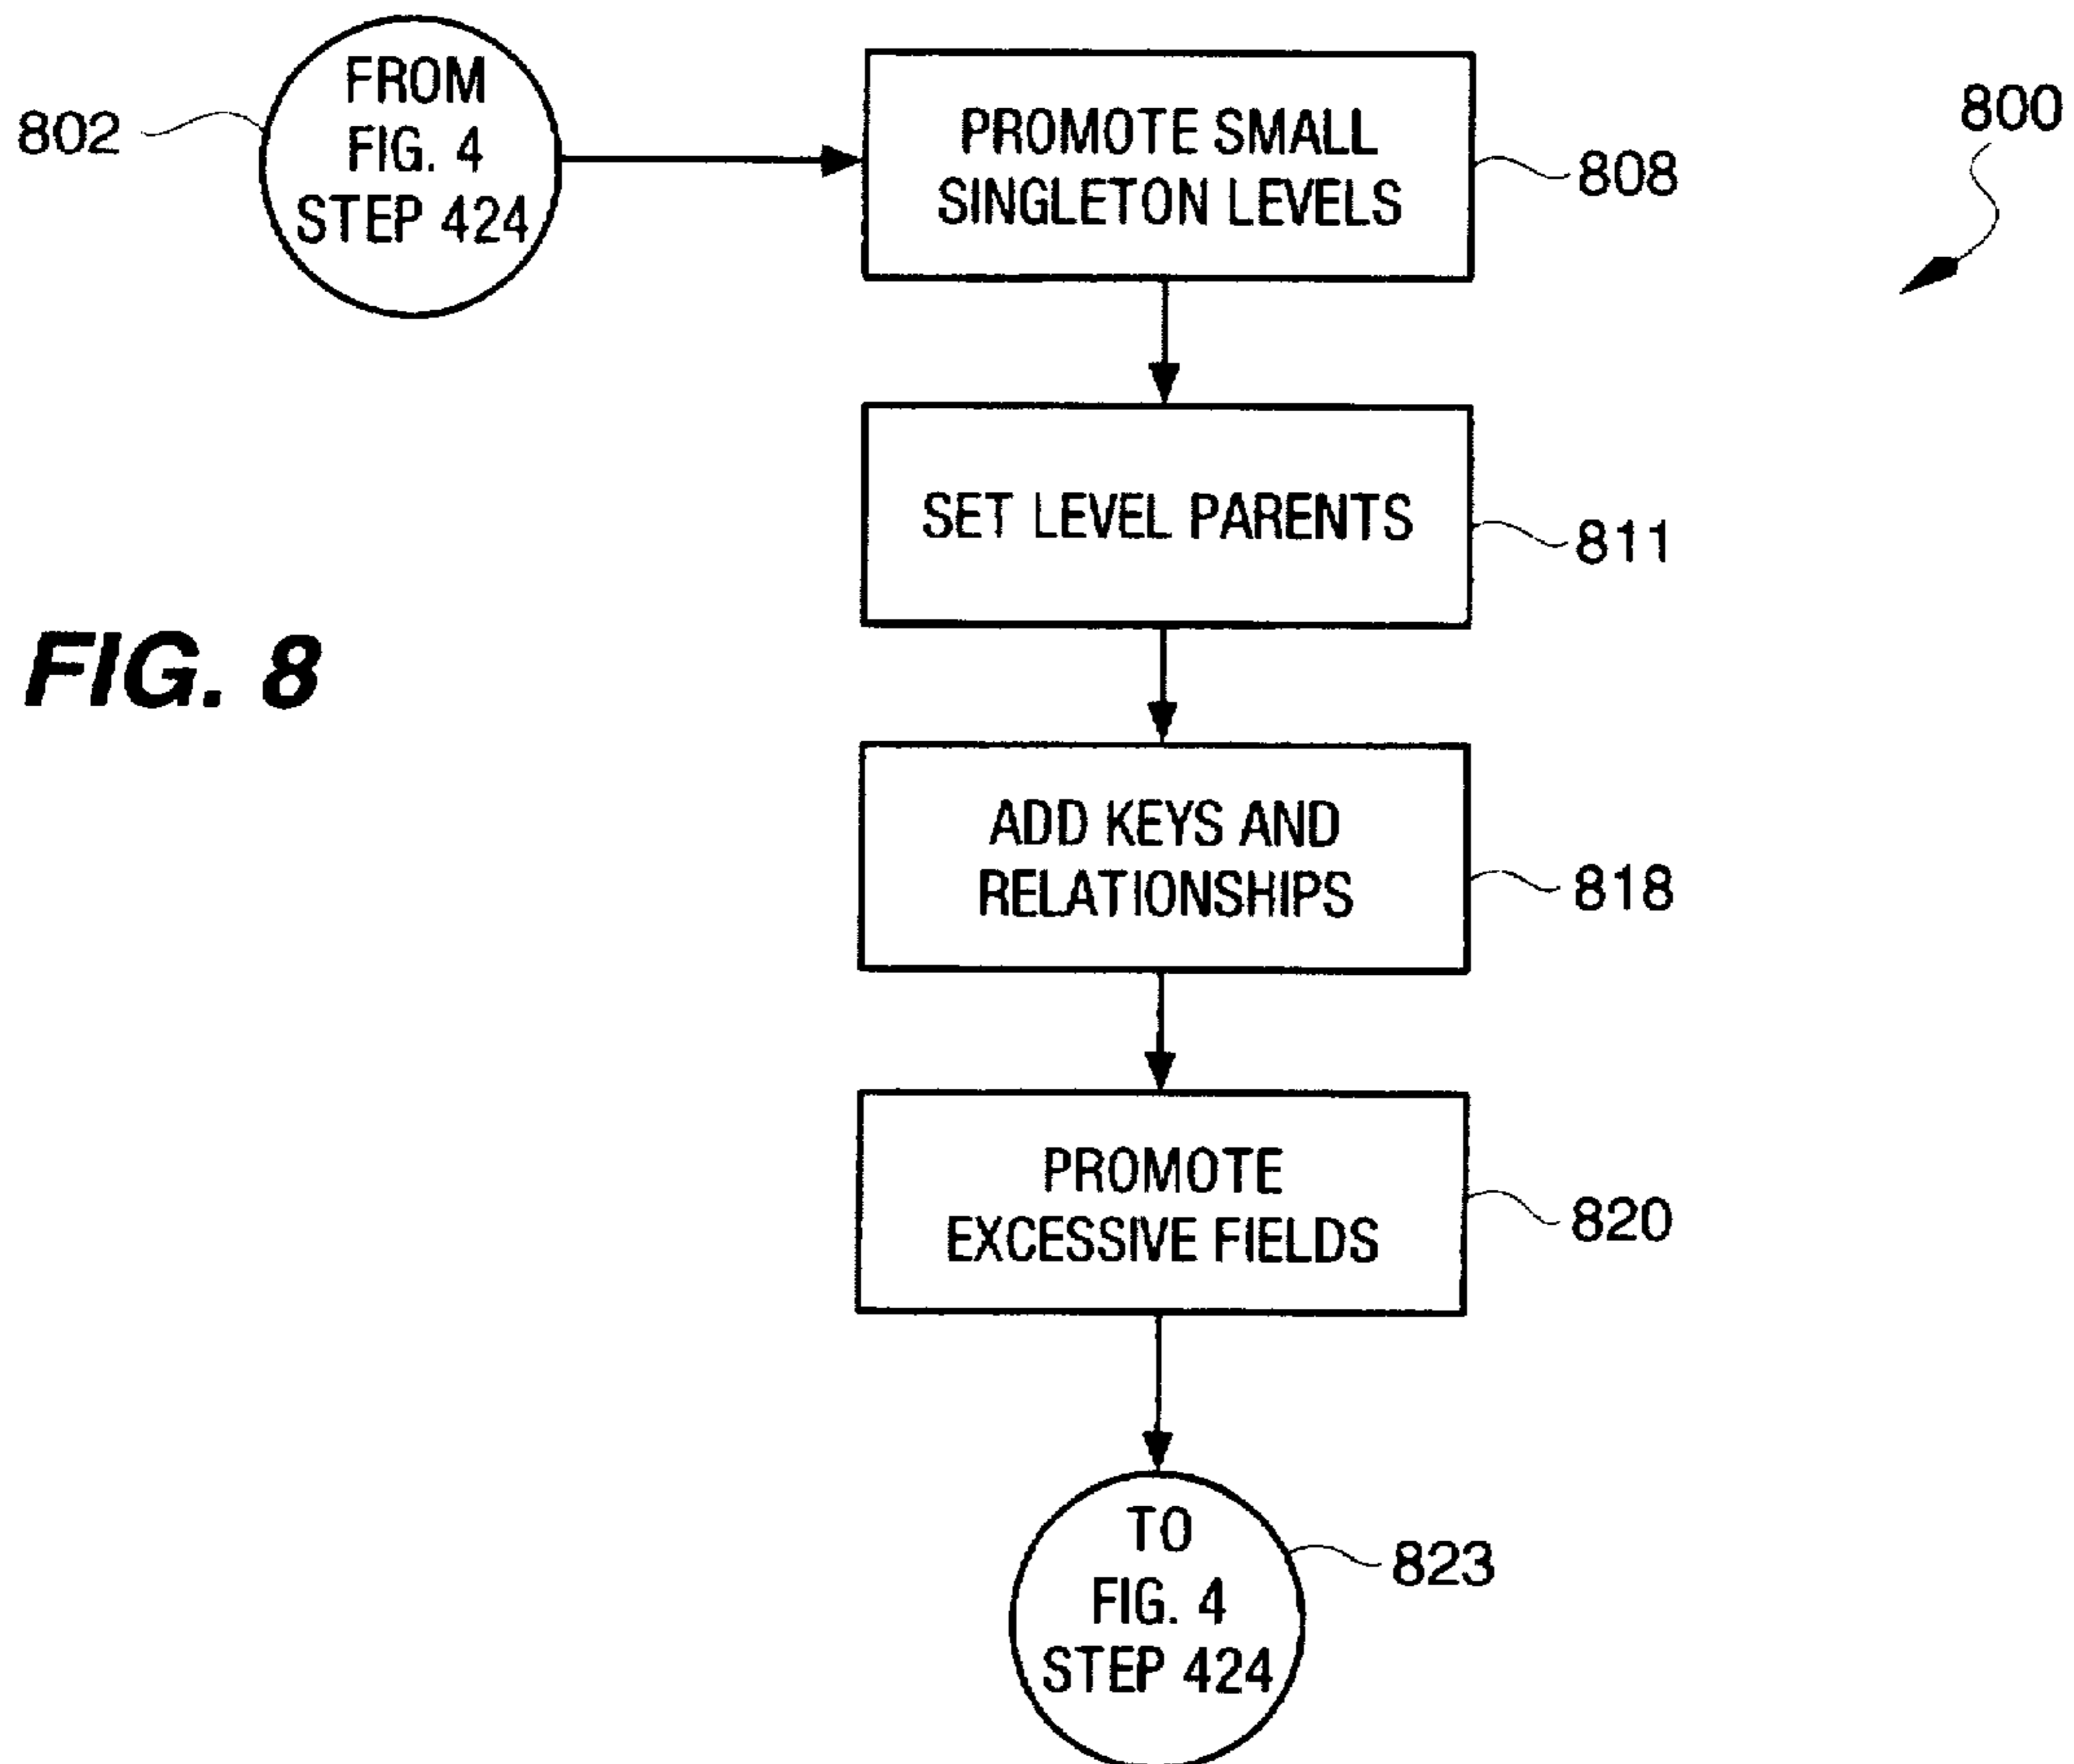 802
FROM
FIG. 4
STEP 424
PROMOTE SMALL
SINGLETON LEVELS
808
800
SET LEVEL PARENTS
811
FIG. 8
ADD KEYS AND
RELATIONSHIPS
818
PROMOTE
EXCESSIVE FIELDS
820
TO
FIG. 4
STEP 424
823